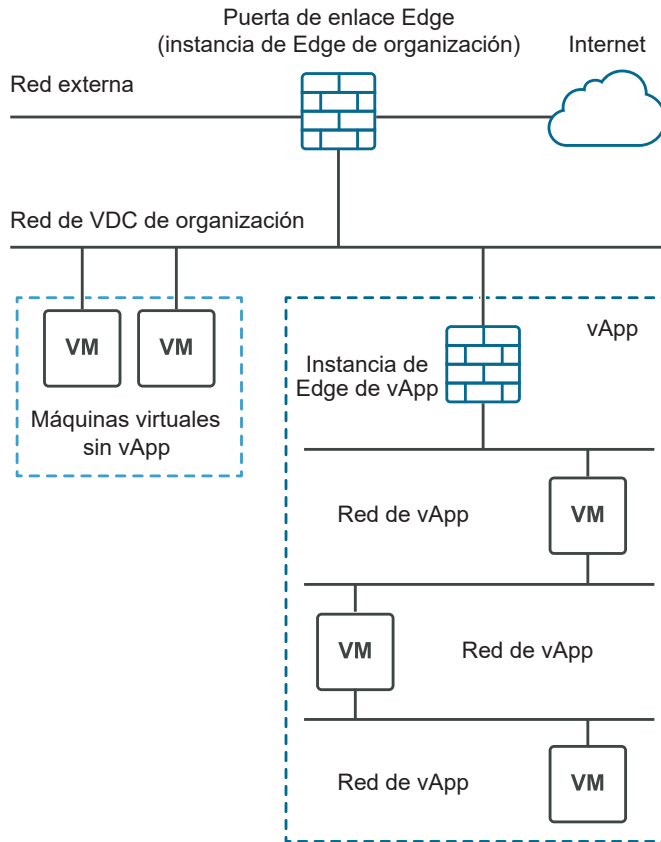 Puerta de enlace Edge
(instancia de Edge de organización)
Internet
Red externa
Red de VDC de organización
VM
VM
Máquinas virtuales
sin vApp
vApp
Instancia de
Edge de vApp
Red de vApp
VM
VM
Red de vApp
Red de vApp
VM